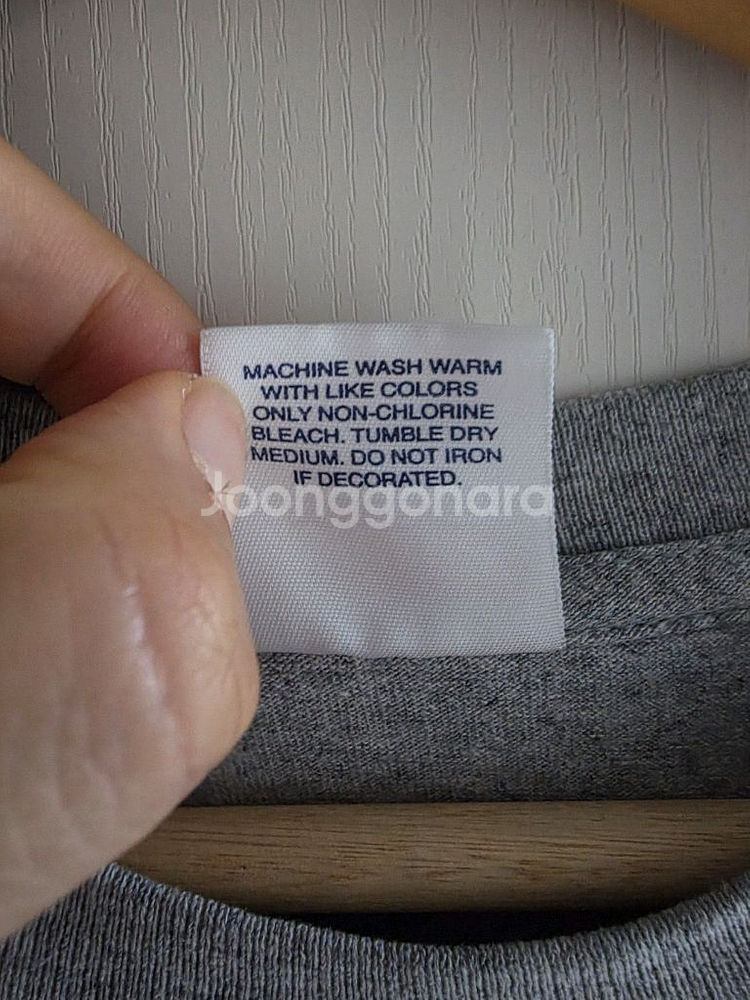 MACHINE WASH WARM
WITH LIKE COLORS
ONLY NON-CHLORINE
BLEACH. TUMBLE DRY
MEDIUM. DO NOT IRON
IF DECORATED.
Joonggonara